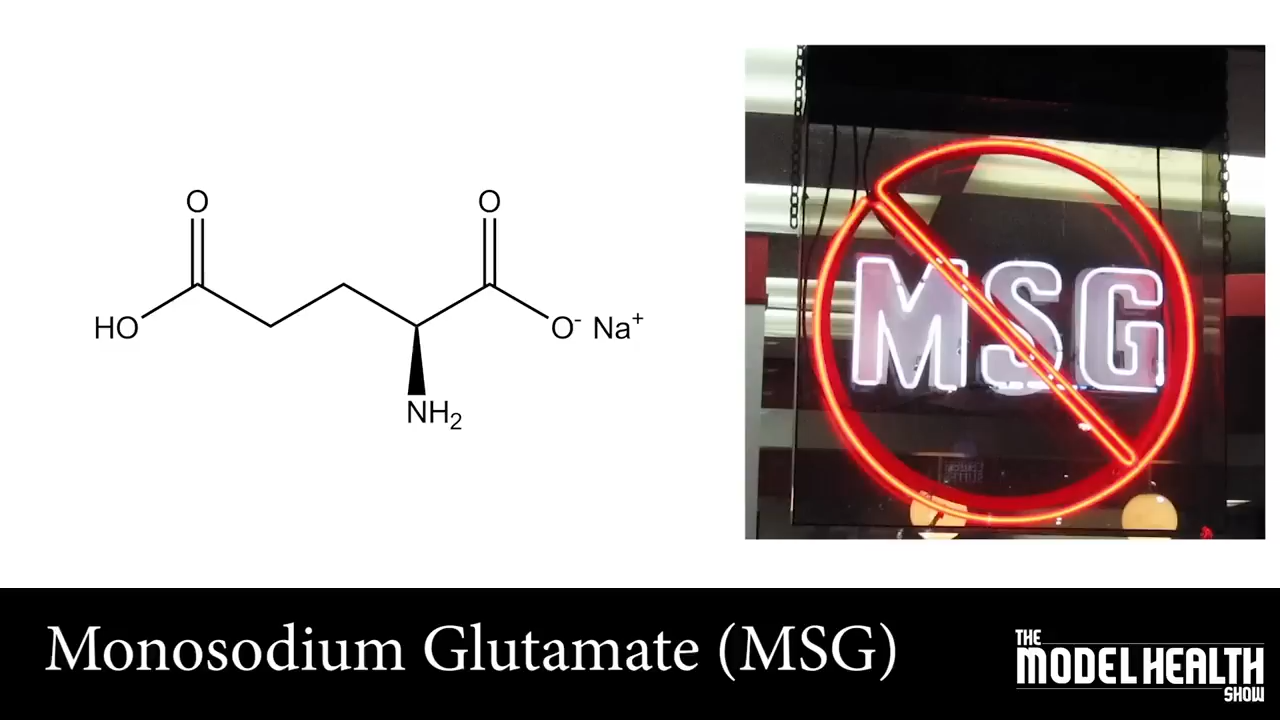 O
O
HO
O⁻ Na⁺
NH₂
MSG
Monosodium Glutamate (MSG)
THE
MODEL HEALTH
SHOW